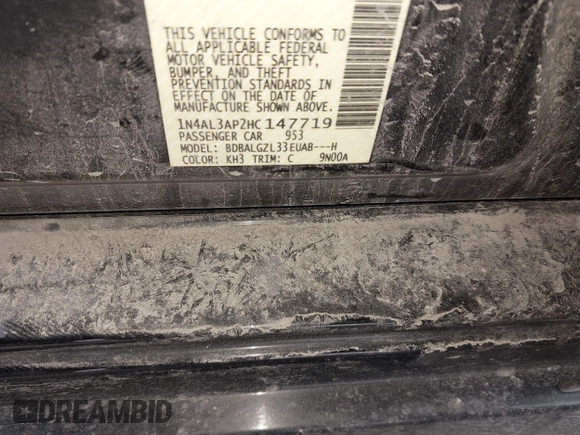 THIS VEHICLE CONFORMS TO
ALL APPLICABLE FEDERAL
MOTOR VEHICLE SAFETY,
BUMPER, AND THEFT
PREVENTION STANDARDS IN
EFFECT ON THE DATE OF
MANUFACTURE SHOWN ABOVE.
1N4AL3AP2HC147719
PASSENGER CAR 953
MODEL: BDBALGZL33EUAB---H
COLOR: KH3 TRIM: C 9N00A
DREAMBID